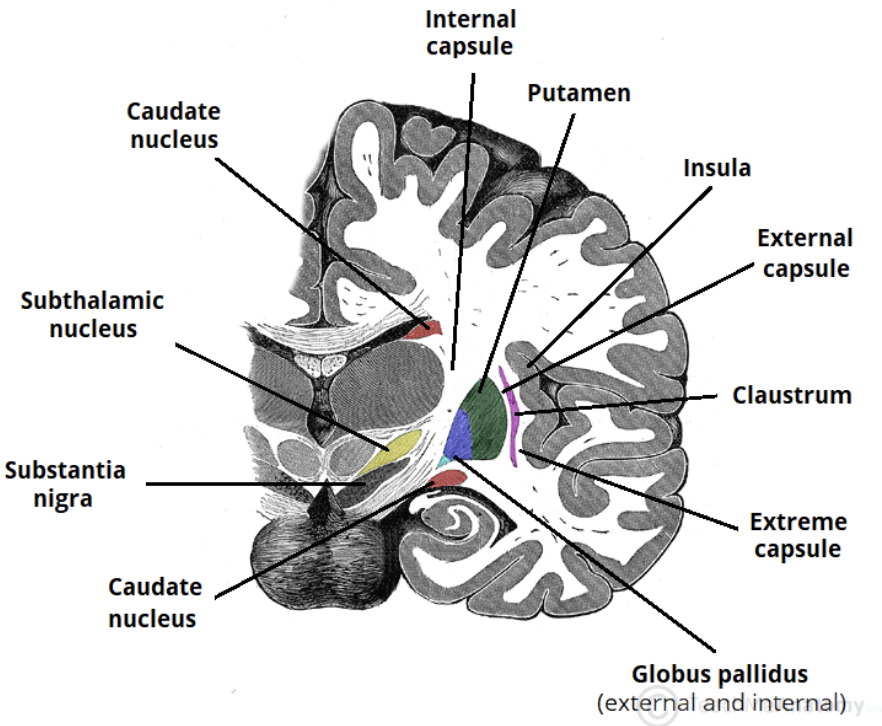 Internal
capsule
Putamen
Caudate
nucleus
Insula
External
capsule
Subthalamic
nucleus
Claustrum
Substantia
nigra
Extreme
capsule
Caudate
nucleus
Globus pallidus
(external and internal)